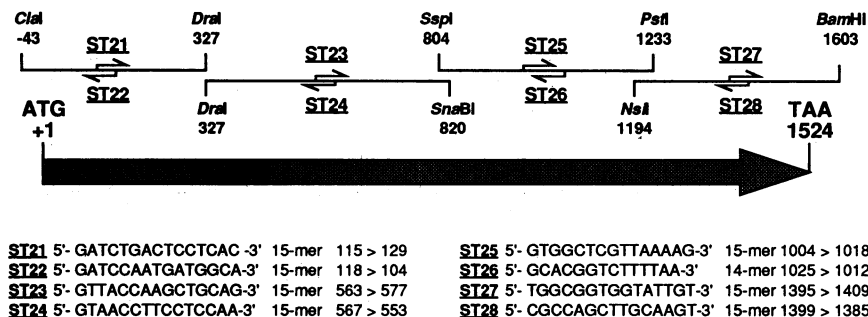 ClaI DraI SspI PstI BamHI
-43 ST21 327 ST23 804 ST25 1233 ST27 1603
ST22 ST24 ST26 ST28
ATG DraI SnaBI NsiI TAA
+1 327 820 1194 1524
ST21 5'- GATCTGACTCCTCAC -3' 15-mer 115 > 129
ST22 5'- GATCCAATGATGGCA-3' 15-mer 118 > 104
ST23 5'- GTTACCAAGCTGCAG-3' 15-mer 563 > 577
ST24 5'- GTAACCTTCCTCCAA-3' 15-mer 567 > 553
ST25 5'- GTGGCTCGTTAAAAG-3' 15-mer 1004 > 1018
ST26 5'- GCACGGTCTTTTAA-3' 14-mer 1025 > 1012
ST27 5'- TGGCGGTGGTATTGT-3' 15-mer 1395 > 1409
ST28 5'- CGCCAGCTTGCAAGT-3' 15-mer 1399 > 1385